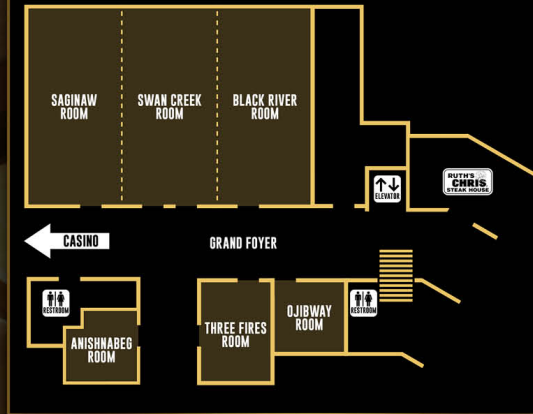 SAGINAW
ROOM
SWAN CREEK
ROOM
BLACK RIVER
ROOM
ELEVATOR
RUTH'S
CHRIS
STEAK HOUSE
CASINO
GRAND FOYER
RESTROOM
ANISHNABEG
ROOM
THREE FIRES
ROOM
OJIBWAY
ROOM
RESTROOM